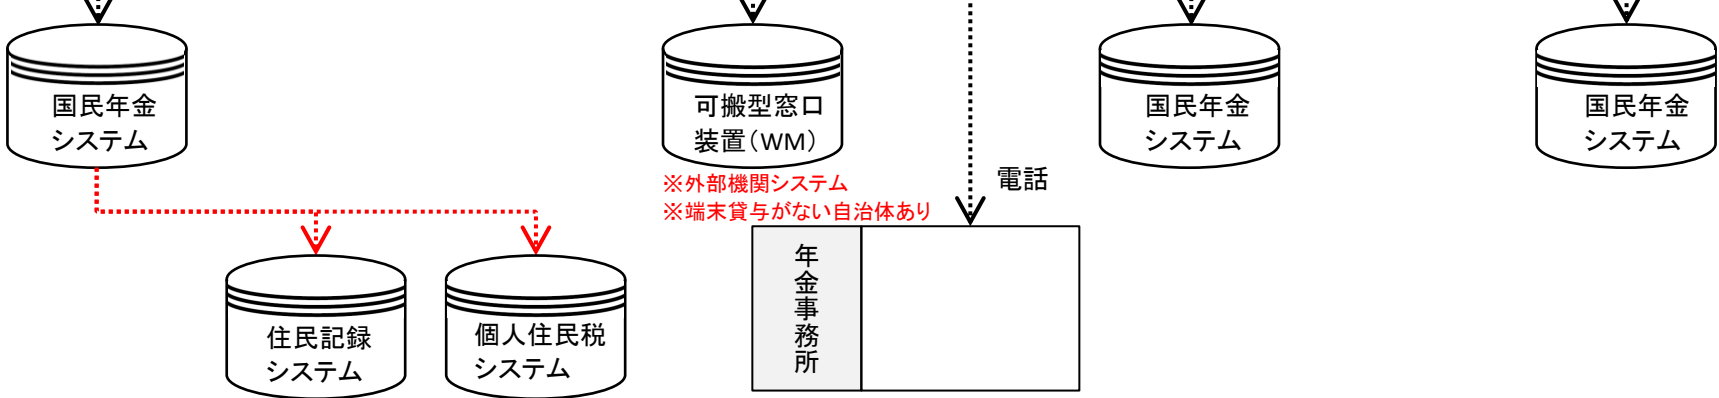 国民年金
システム
可搬型窓口
装置（WM）
国民年金
システム
国民年金
システム
※外部機関システム
※端末貸与がない自治体あり
電話
年金事務所
住民記録
システム
個人住民税
システム